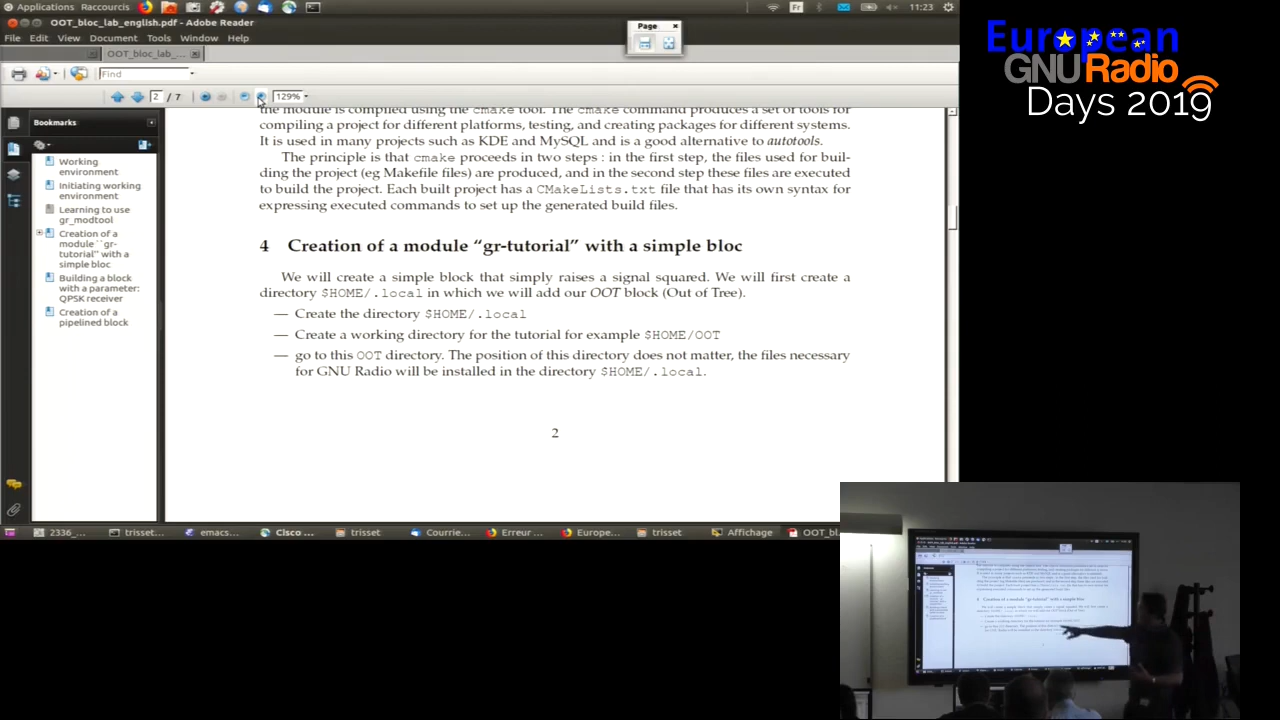 Applications Raccourcis
Fr
11:23
OOT_bloc_lab_english.pdf - Adobe Reader
File Edit View Document Tools Window Help
OOT_bloc_lab_...
Find
2 / 7
129%
Page
Bookmarks
Working
environment
Initiating working
environment
Learning to use
gr_modtool
Creation of a
module ``gr-
tutorial'' with a
simple bloc
Building a block
with a parameter:
QPSK receiver
Creation of a
pipelined block
the module is compiled using the cmake tool. The cmake command produces a set of tools for
compiling a project for different platforms, testing, and creating packages for different systems.
It is used in many projects such as KDE and MySQL and is a good alternative to autotools.
The principle is that cmake proceeds in two steps : in the first step, the files used for buil-
ding the project (eg Makefile files) are produced, and in the second step these files are executed
to build the project. Each built project has a CMakeLists.txt file that has its own syntax for
expressing executed commands to set up the generated build files.
4 Creation of a module “gr-tutorial” with a simple bloc
We will create a simple block that simply raises a signal squared. We will first create a
directory $HOME/.local in which we will add our OOT block (Out of Tree).
— Create the directory $HOME/.local
— Create a working directory for the tutorial for example $HOME/OOT
— go to this OOT directory. The position of this directory does not matter, the files necessary
for GNU Radio will be installed in the directory $HOME/.local.
2
2336_... trisset... emacs... Cisco ... trisset Courrie... Erreur ... Europe... trisset Affichage OOT_bl...
European
GNURadio
Days 2019